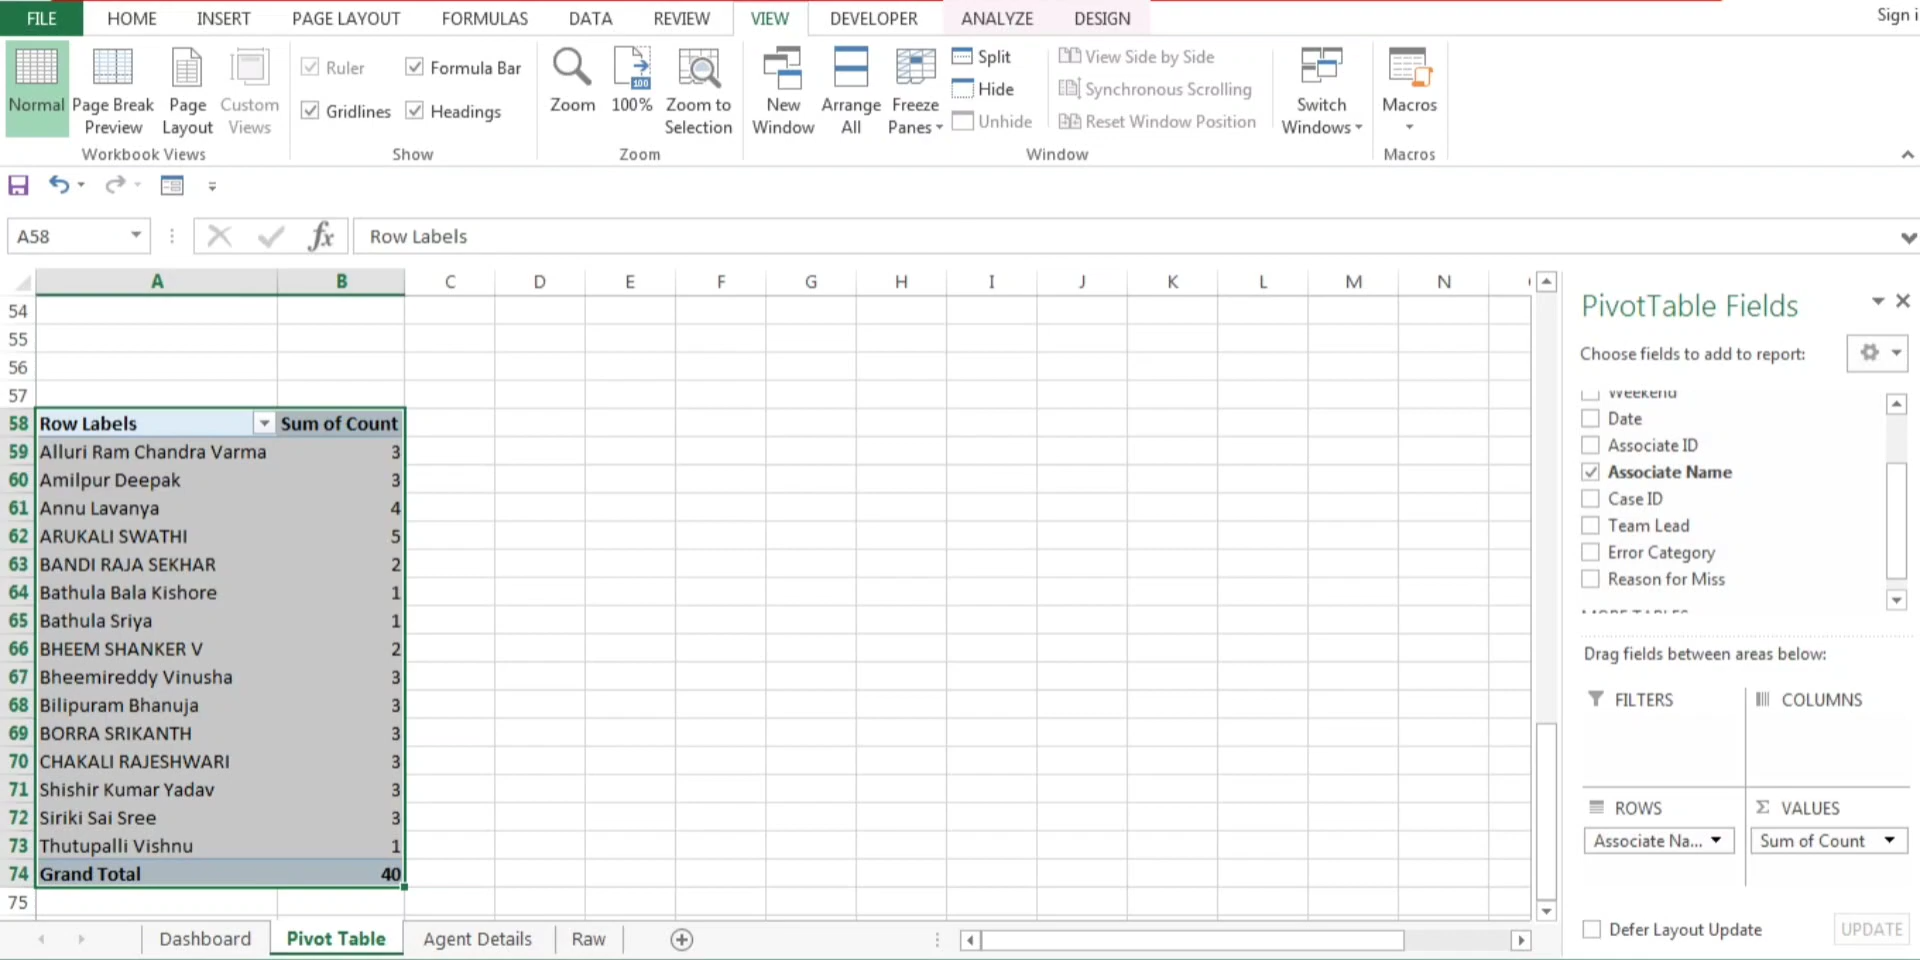 FILE HOME INSERT PAGE LAYOUT FORMULAS DATA REVIEW VIEW DEVELOPER ANALYZE DESIGN Sign i
Normal Page Break Preview Page Layout Custom Views
Workbook Views
Ruler Formula Bar
Gridlines Headings
Show
Zoom 100% Zoom to Selection
100
Zoom
New Window Arrange All Freeze Panes
Split
Hide
Unhide
View Side by Side
Synchronous Scrolling
Reset Window Position
Switch Windows
Window
Macros
Macros
A58 fx Row Labels
A B C D E F G H I J K L M N
54
55
56
57
58 Row Labels Sum of Count
59 Alluri Ram Chandra Varma 3
60 Amilpur Deepak 3
61 Annu Lavanya 4
62 ARUKALI SWATHI 5
63 BANDI RAJA SEKHAR 2
64 Bathula Bala Kishore 1
65 Bathula Sriya 1
66 BHEEM SHANKER V 2
67 Bheemireddy Vinusha 3
68 Bilipuram Bhanuja 3
69 BORRA SRIKANTH 3
70 CHAKALI RAJESHWARI 3
71 Shishir Kumar Yadav 3
72 Siriki Sai Sree 3
73 Thutupalli Vishnu 1
74 Grand Total 40
75
Dashboard Pivot Table Agent Details Raw
PivotTable Fields
Choose fields to add to report:
Weekend
Date
Associate ID
Associate Name
Case ID
Team Lead
Error Category
Reason for Miss
Drag fields between areas below:
FILTERS COLUMNS
ROWS Σ VALUES
Associate Na... Sum of Count
Defer Layout Update UPDATE